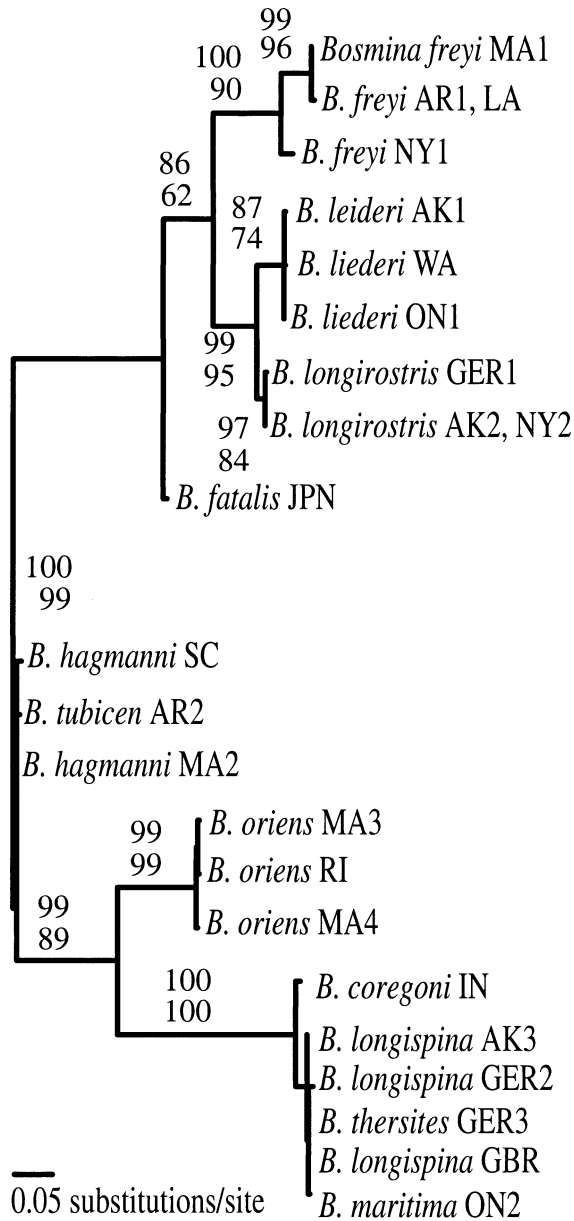 99
96
Bosmina freyi MA1
100
90
B. freyi AR1, LA
B. freyi NY1
86
62
87
74
B. leideri AK1
B. liederi WA
B. liederi ON1
99
95
B. longirostris GER1
97
84
B. longirostris AK2, NY2
B. fatalis JPN
100
99
B. hagmanni SC
B. tubicen AR2
B. hagmanni MA2
99
99
B. oriens MA3
B. oriens RI
99
89
B. oriens MA4
100
100
B. coregoni IN
B. longispina AK3
B. longispina GER2
B. thersites GER3
B. longispina GBR
B. maritima ON2
0.05 substitutions/site